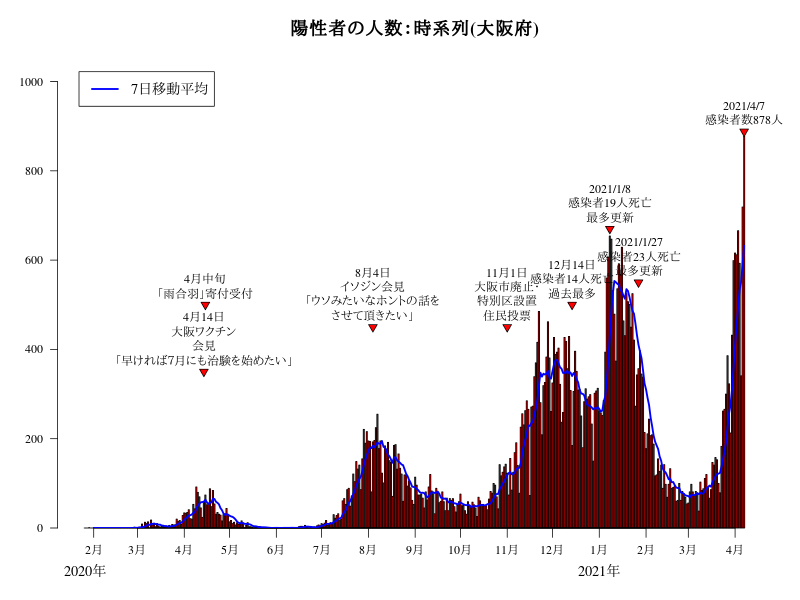 陽性者の人数：時系列(大阪府)
1000
800
600
400
200
0
7日移動平均
4月中旬
「雨合羽」寄付受付
4月14日
大阪ワクチン
会見
「早ければ7月にも治験を始めたい」
8月4日
イソジン会見
「ウソみたいなホントの話を
させて頂きたい」
11月1日
大阪市廃止・
特別区設置
住民投票
12月14日
感染者14人死亡
過去最多
2021/1/8
感染者19人死亡
最多更新
2021/1/27
感染者23人死亡
最多更新
2021/4/7
感染者数878人
2月
3月
4月
5月
6月
7月
8月
9月
10月
11月
12月
1月
2月
3月
4月
2020年
2021年